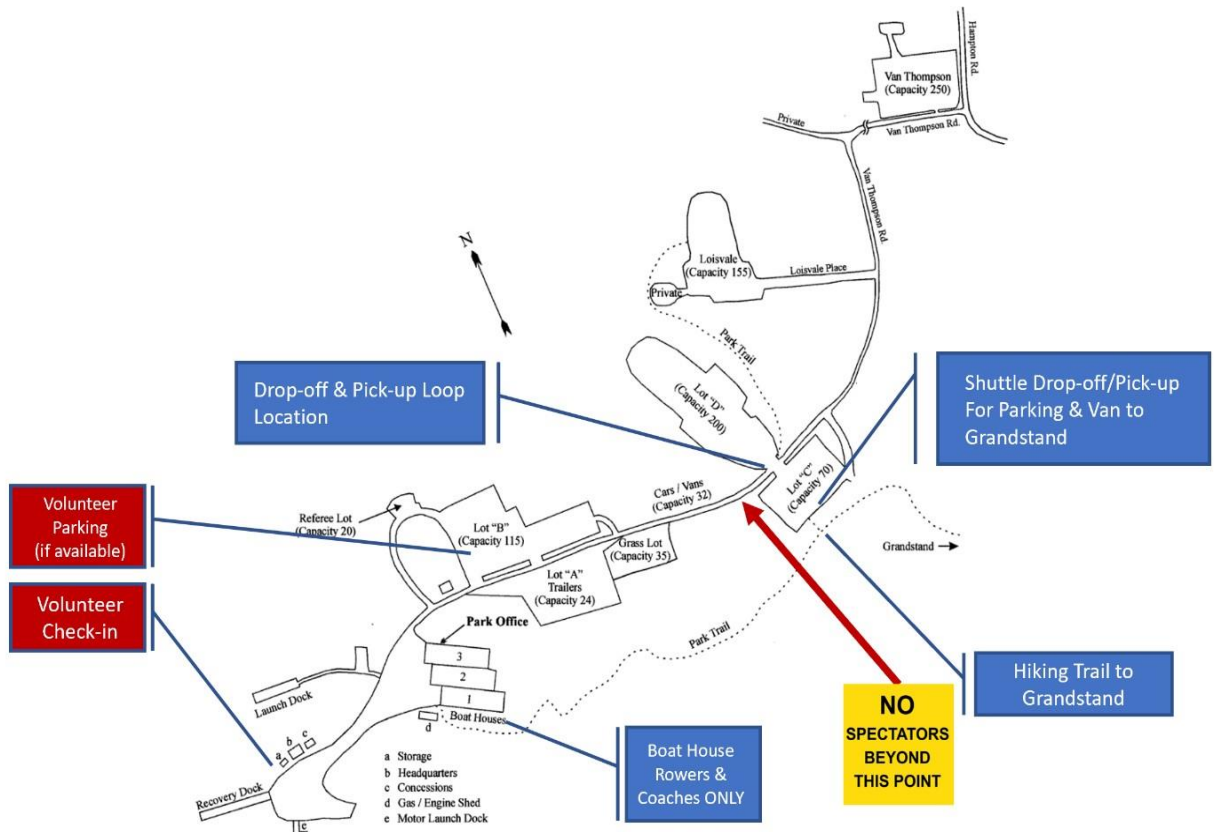 Hampton Rd.
Van Thompson
(Capacity 250)
Private
Van Thompson Rd.
Van Thompson Rd.
N
Loisvale
(Capacity 155)
Loisvale Place
Private
Park Trail
Drop-off & Pick-up Loop
Location
Lot "D"
(Capacity 200)
Shuttle Drop-off/Pick-up
For Parking & Van to
Grandstand
Lot "C"
(Capacity 70)
Cars / Vans
(Capacity 32)
Volunteer
Parking
(if available)
Referee Lot
(Capacity 20)
Lot "B"
(Capacity 115)
Grass Lot
(Capacity 35)
Grandstand
Lot "A"
Trailers
(Capacity 24)
Volunteer
Check-in
Park Office
Park Trail
3
2
1
Boat Houses
d
Launch Dock
Hiking Trail to
Grandstand
NO
SPECTATORS
BEYOND
THIS POINT
Boat House
Rowers &
Coaches ONLY
a
b
c
Recovery Dock
e
a Storage
b Headquarters
c Concessions
d Gas / Engine Shed
e Motor Launch Dock